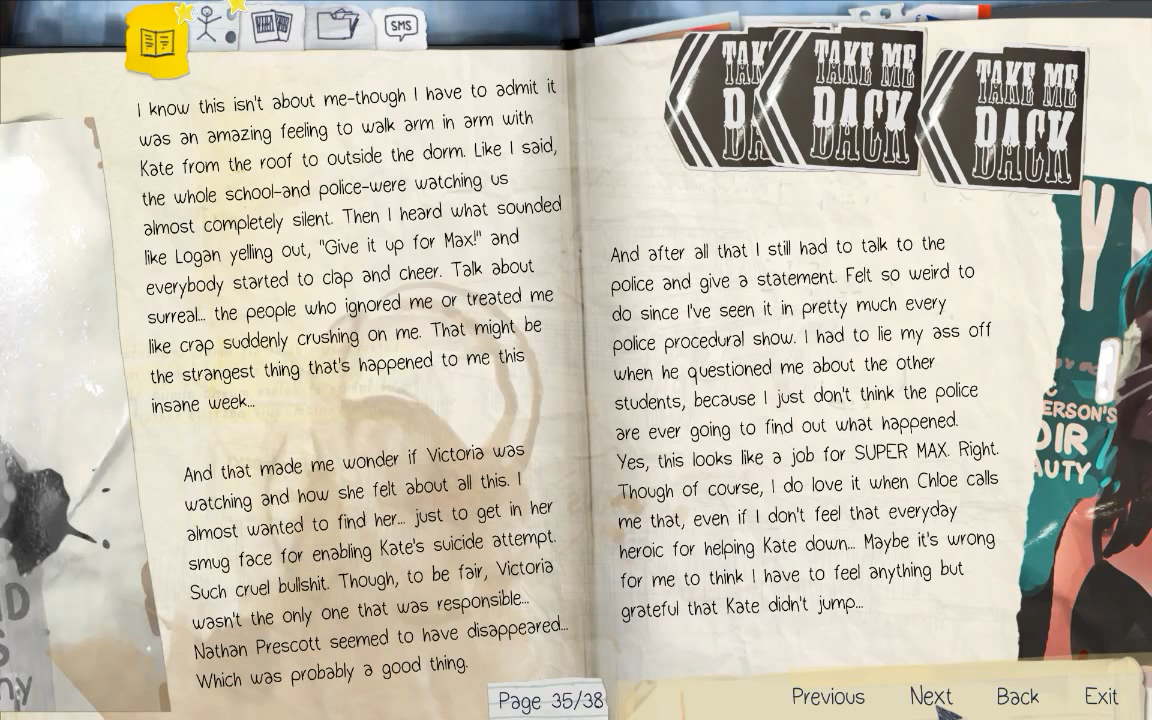 SMS
I know this isn't about me-though I have to admit it
was an amazing feeling to walk arm in arm with
Kate from the roof to outside the dorm. Like I said,
the whole school-and police-were watching us
almost completely silent. Then I heard what sounded
like Logan yelling out, "Give it up for Max!" and
everybody started to clap and cheer. Talk about
surreal... the people who ignored me or treated me
like crap suddenly crushing on me. That might be
the strangest thing that's happened to me this
insane week...
And that made me wonder if Victoria was
watching and how she felt about all this. I
almost wanted to find her... just to get in her
smug face for enabling Kate's suicide attempt.
Such cruel bullshit. Though, to be fair, Victoria
wasn't the only one that was responsible...
Nathan Prescott seemed to have disappeared...
Which was probably a good thing.
TAKE ME
BACK
TAKE ME
BACK
And after all that I still had to talk to the
police and give a statement. Felt so weird to
do since I've seen it in pretty much every
police procedural show. I had to lie my ass off
when he questioned me about the other
students, because I just don't think the police
are ever going to find out what happened.
Yes, this looks like a job for SUPER MAX. Right.
Though of course, I do love it when Chloe calls
me that, even if I don't feel that everyday
heroic for helping Kate down... Maybe it's wrong
for me to think I have to feel anything but
grateful that Kate didn't jump...
Page 35/38
Previous Next Back Exit